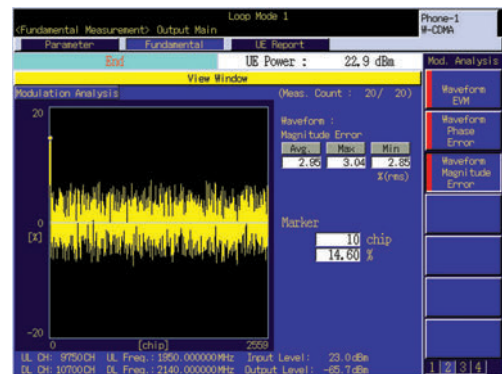 Loop Mode 1
<Fundamental Measurement> Output Main
Phone-1
W-CDMA
Parameter Fundamental UE Report
End UE Power : 22.9 dBm
Mod. Analysis
View Window
Modulation Analysis (Meas. Count : 20/ 20)
Waveform
EVM
Waveform
Phase
Error
Waveform
Magnitude
Error
20
0
[%]
-20
0 [chip] 2559
Waveform :
Magnitude Error
Avg. Max Min
2.95 3.04 2.85
%(rms)
Marker
10 chip
14.60 %
UL CH: 9750CH UL Freq.:1950.000000MHz Input Level: 23.0dBm
DL CH:10700CH DL Freq.:2140.000000MHz Output Level: -65.7dBm
1 2 3 4